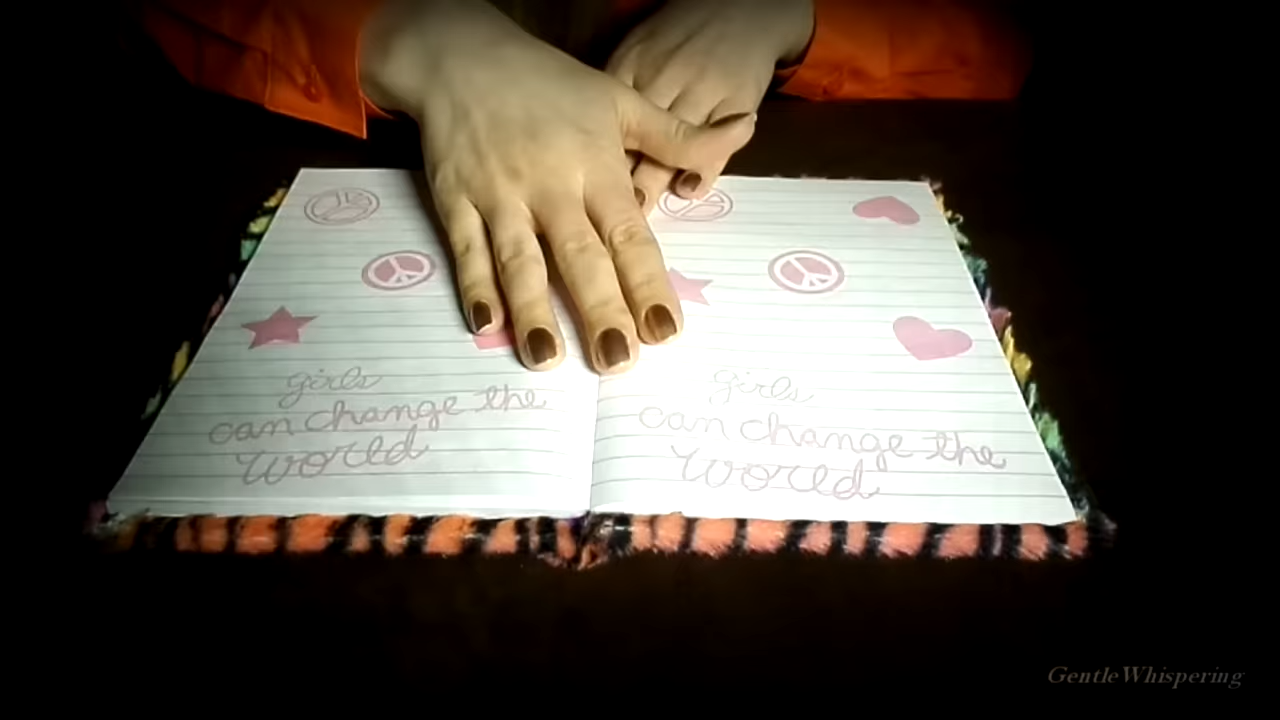 girls
can change the
world
girls
can change the
world
GentleWhispering